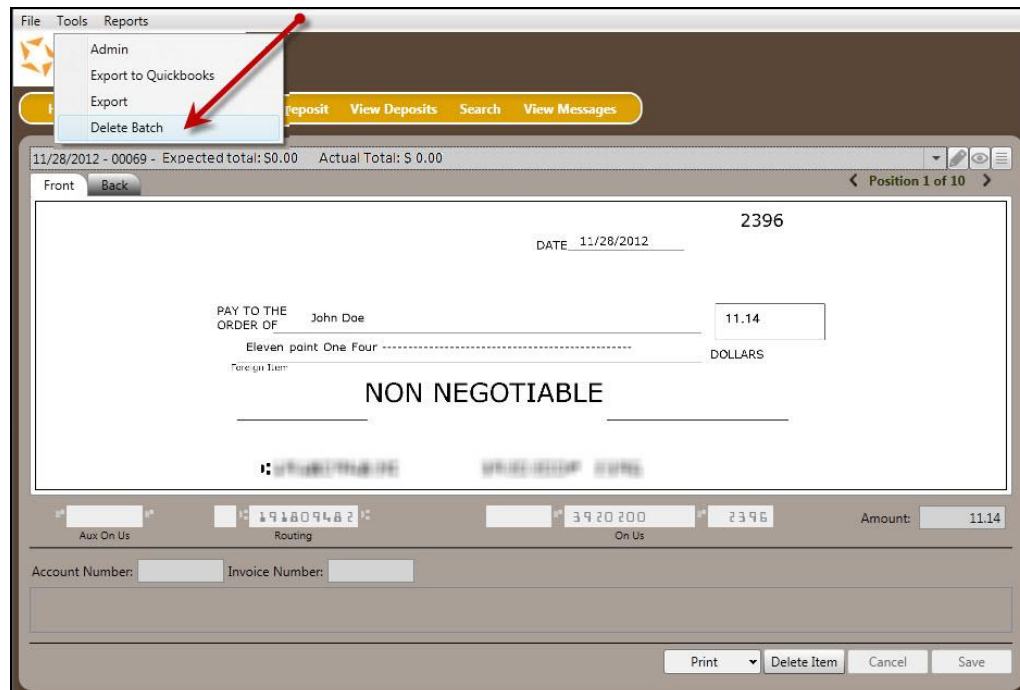 File Tools Reports
Admin
Export to Quickbooks
Export
Delete Batch
View Deposits Search View Messages
11/28/2012 - 00069 - Expected total: $0.00 Actual Total: $ 0.00
Front Back
Position 1 of 10
2396
DATE 11/28/2012
PAY TO THE
ORDER OF John Doe
11.14
Eleven point One Four -----------------------------------------------
DOLLARS
Foreign Item
NON NEGOTIABLE
191809482 3920200 2396 Amount: 11.14
Aux On Us Routing On Us
Account Number: Invoice Number:
Print Delete Item Cancel Save